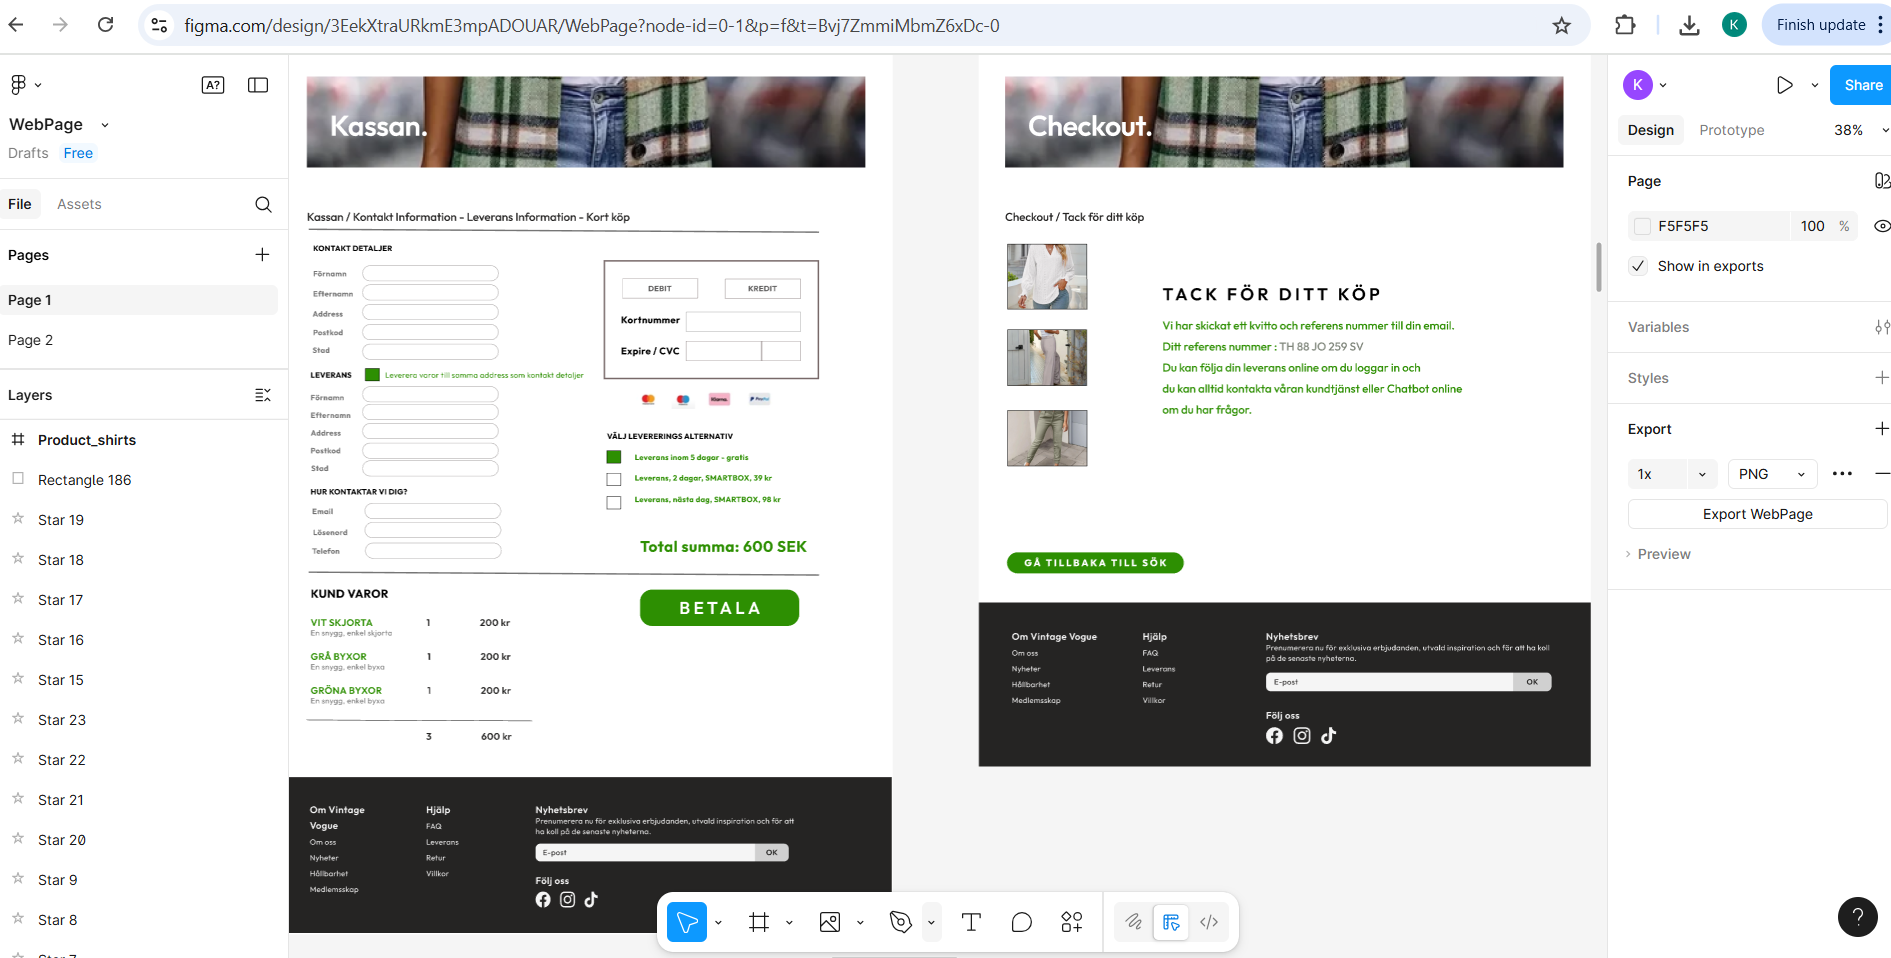 figma.com/design/3EekXtraURkmE3mpADOUAR/WebPage?node-id=0-1&p=f&t=Bvj7ZmmiMbmZ6xDc-0
K
Finish update
A?
WebPage
Drafts Free
File Assets
Pages
Page 1
Page 2
Layers
Product_shirts
Rectangle 186
Star 19
Star 18
Star 17
Star 16
Star 15
Star 23
Star 22
Star 21
Star 20
Star 9
Star 8
Star 7
Kassan.
Kassan / Kontakt Information - Leverans Information - Kort köp
KONTAKT DETALJER
Förnamn
Efternamn
Address
Postkod
Stad
LEVERANS Leverera varor till samma address som kontakt detaljer
Förnamn
Efternamn
Address
Postkod
Stad
HUR KONTAKTAR VI DIG?
Email
Lösenord
Telefon
DEBIT KREDIT
Kortnummer
Expire / CVC
Klarna.
PayPal
VÄLJ LEVERERINGS ALTERNATIV
Leverans inom 5 dagar - gratis
Leverans, 2 dagar, SMARTBOX, 39 kr
Leverans, nästa dag, SMARTBOX, 98 kr
Total summa: 600 SEK
BETALA
KUND VAROR
VIT SKJORTA 1 200 kr
En snygg, enkel skjorta
GRÅ BYXOR 1 200 kr
En snygg, enkel byxa
GRÖNA BYXOR 1 200 kr
En snygg, enkel byxa
3 600 kr
Om Vintage
Vogue
Om oss
Nyheter
Hållbarhet
Medlemsskap
Hjälp
FAQ
Leverans
Retur
Villkor
Nyhetsbrev
Prenumerera nu för exklusiva erbjudanden, utvald inspiration och för att
ha koll på de senaste nyheterna.
E-post OK
Följ oss
Checkout.
Checkout / Tack för ditt köp
TACK FÖR DITT KÖP
Vi har skickat ett kvitto och referens nummer till din email.
Ditt referens nummer : TH 88 JO 259 SV
Du kan följa din leverans online om du loggar in och
du kan alltid kontakta våran kundtjänst eller Chatbot online
om du har frågor.
GÅ TILLBAKA TILL SÖK
Om Vintage Vogue
Om oss
Nyheter
Hållbarhet
Medlemsskap
Hjälp
FAQ
Leverans
Retur
Villkor
Nyhetsbrev
Prenumerera nu för exklusiva erbjudanden, utvald inspiration och för att ha koll
på de senaste nyheterna.
E-post OK
Följ oss
K
Share
Design Prototype 38%
Page
F5F5F5 100 %
Show in exports
Variables
Styles
Export
1x PNG
Export WebPage
Preview
?